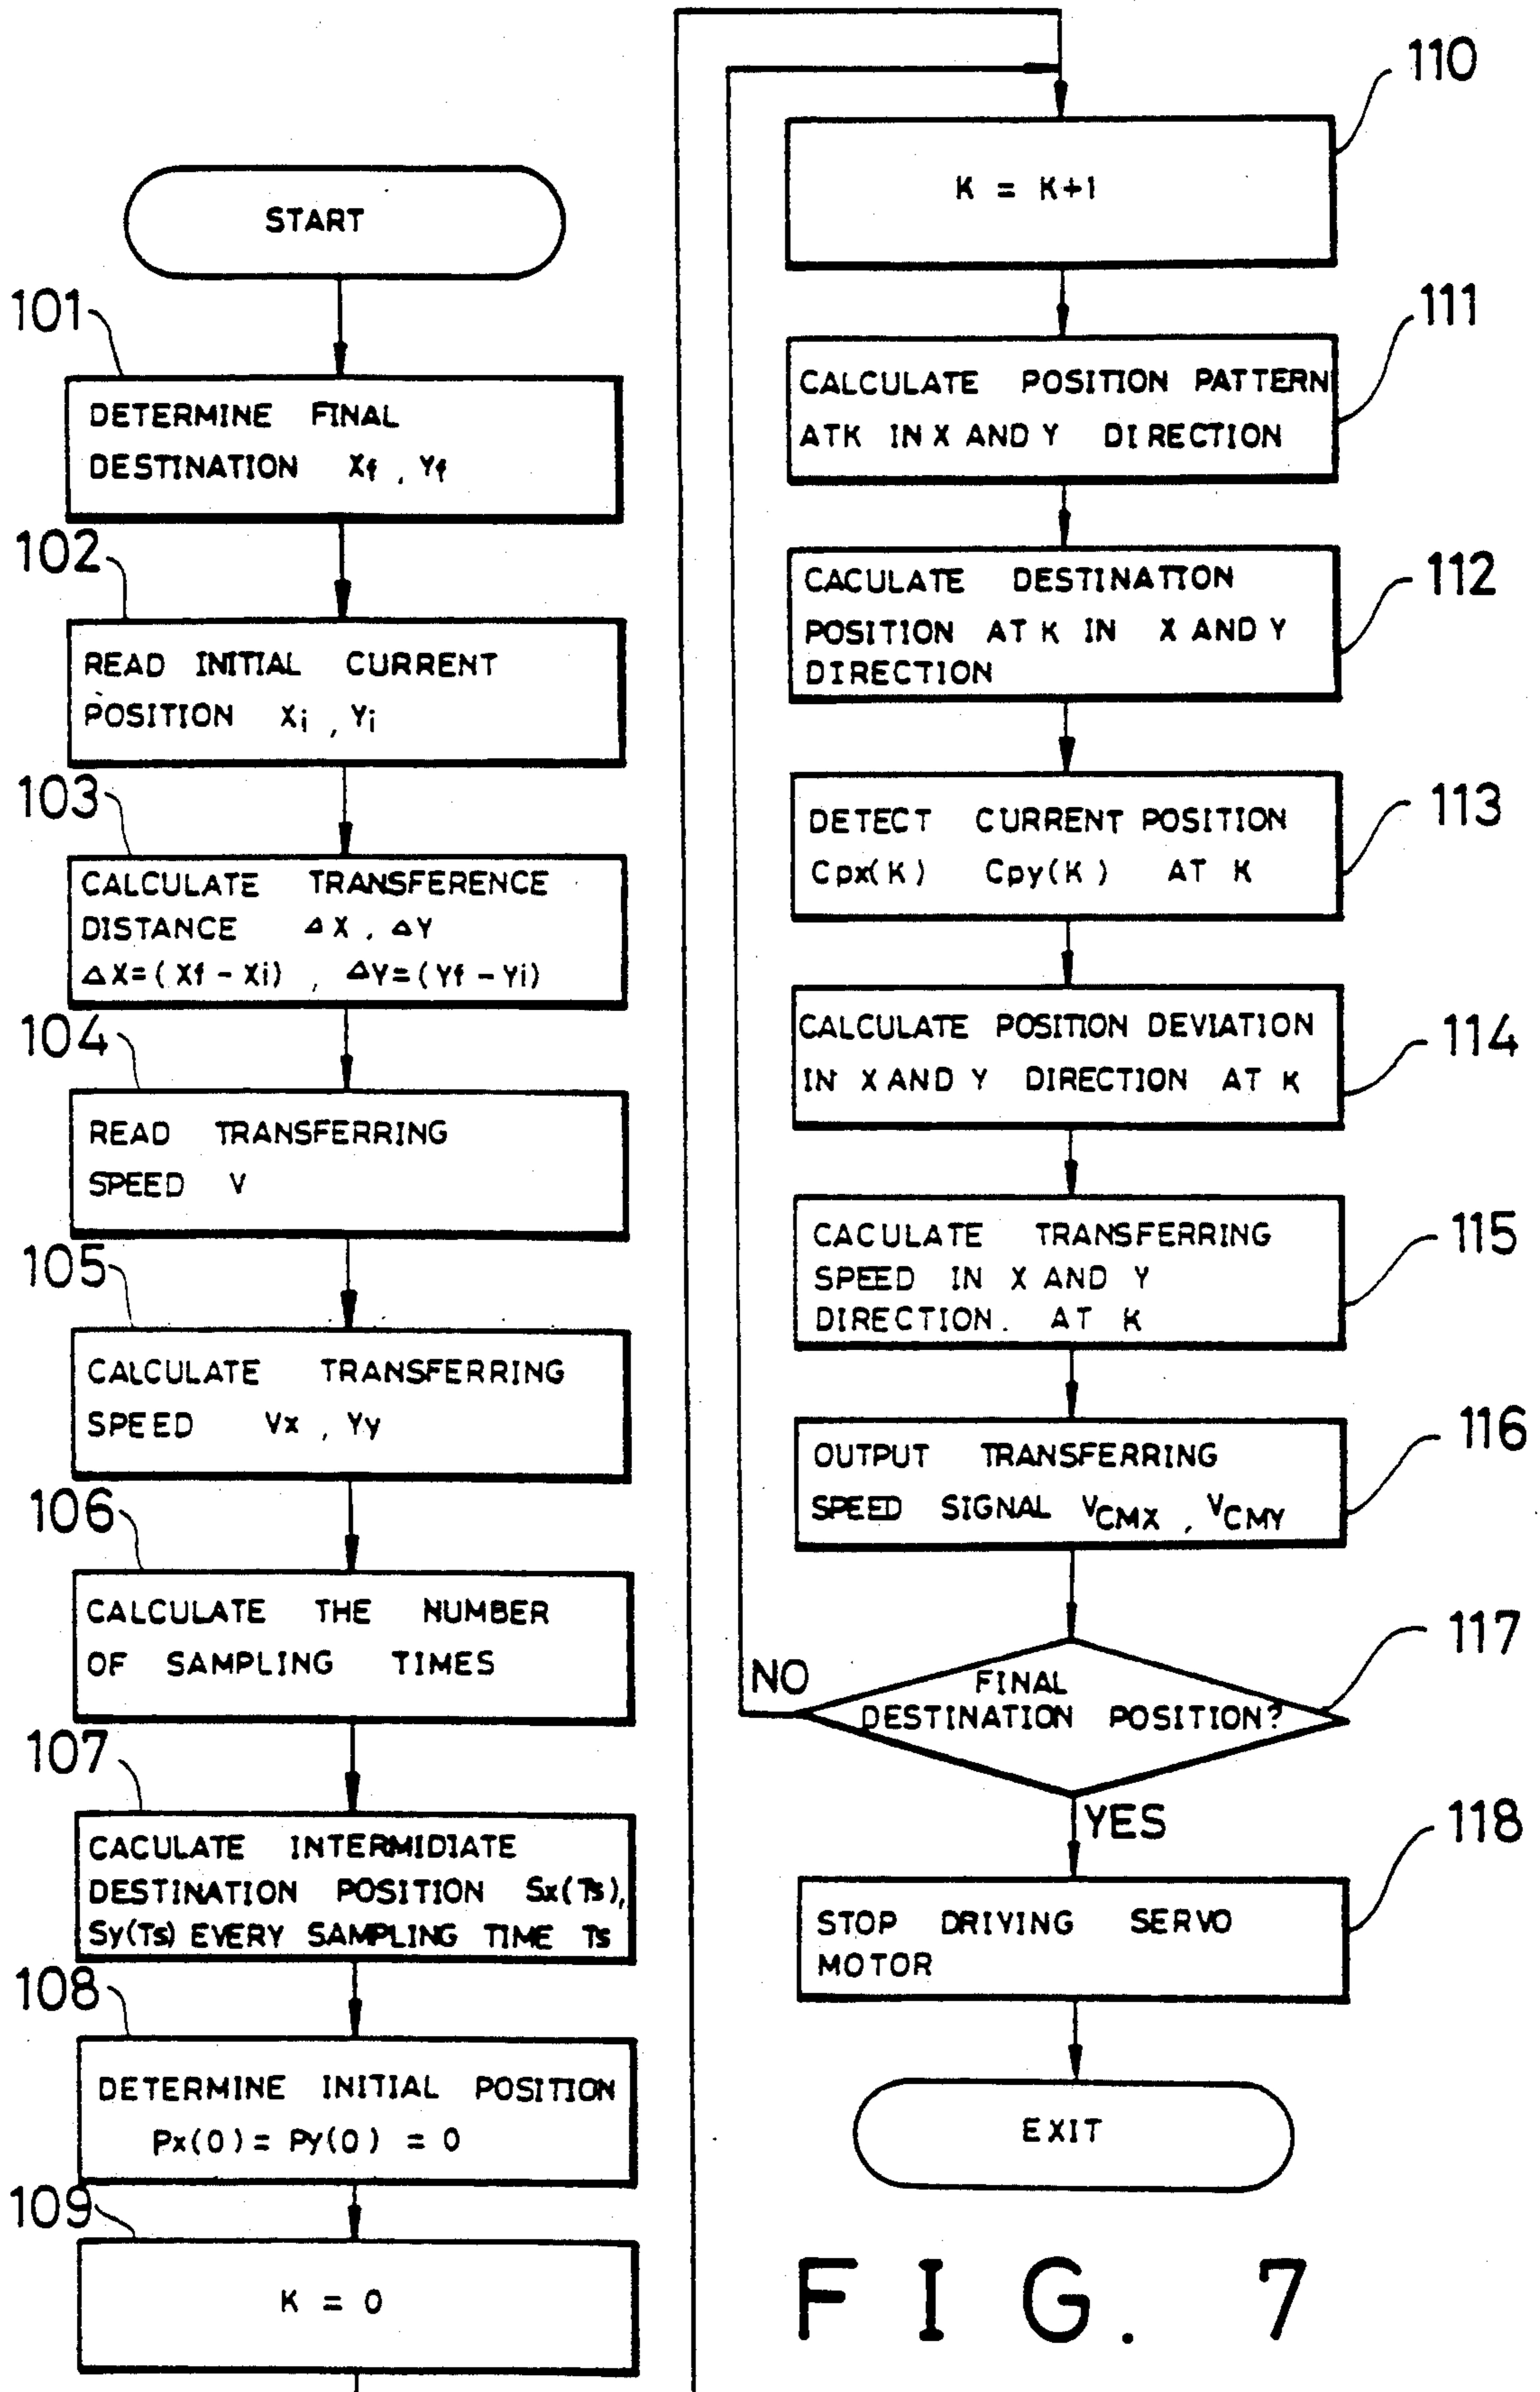 START
101
DETERMINE FINAL
DESTINATION Xf , Yf
102
READ INITIAL CURRENT
POSITION Xi , Yi
103
CALCULATE TRANSFERENCE
DISTANCE ΔX , ΔY
ΔX=(Xf-Xi) , ΔY=(Yf-Yi)
104
READ TRANSFERRING
SPEED V
105
CALCULATE TRANSFERRING
SPEED Vx , Yy
106
CALCULATE THE NUMBER
OF SAMPLING TIMES
107
CACULATE INTERMIDIATE
DESTINATION POSITION Sx(Ts),
Sy(Ts) EVERY SAMPLING TIME Ts
108
DETERMINE INITIAL POSITION
Px(0)= Py(0) = 0
109
K = 0
110
K = K+1
111
CALCULATE POSITION PATTERN
ATK IN X AND Y DIRECTION
112
CACULATE DESTINATION
POSITION AT K IN X AND Y
DIRECTION
113
DETECT CURRENT POSITION
Cpx(K) Cpy(K) AT K
114
CALCULATE POSITION DEVIATION
IN X AND Y DIRECTION AT K
115
CACULATE TRANSFERRING
SPEED IN X AND Y
DIRECTION. AT K
116
OUTPUT TRANSFERRING
SPEED SIGNAL VCMX , VCMY
117
FINAL
DESTINATION POSITION?
NO
YES
118
STOP DRIVING SERVO
MOTOR
EXIT
FIG. 7